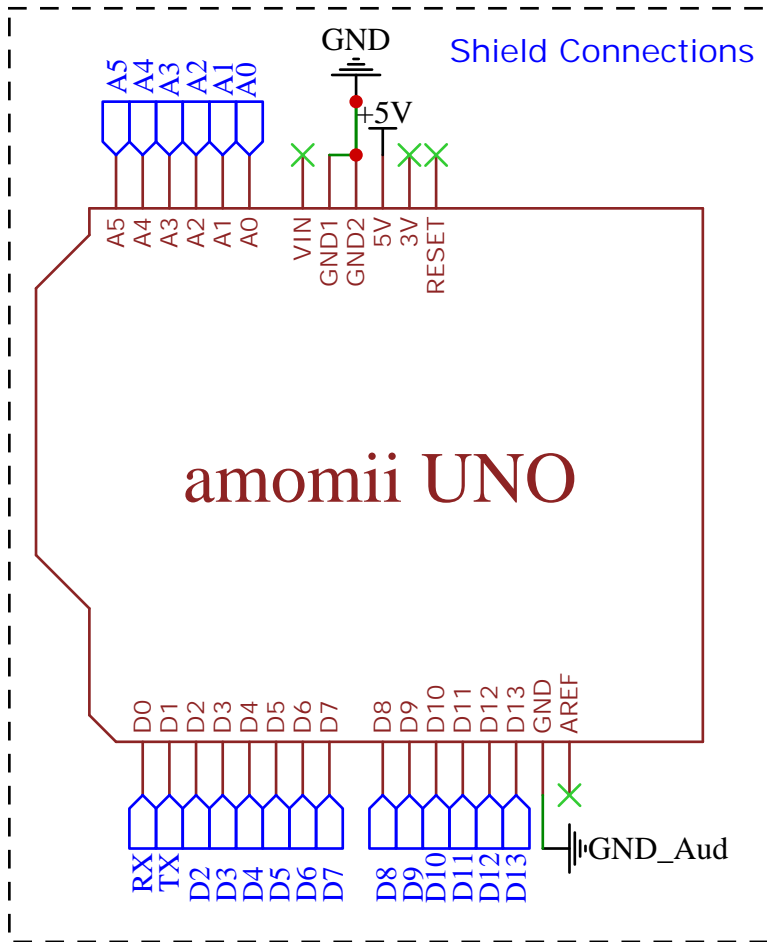 GND
Shield Connections
A5
A4
A3
A2
A1
A0
+5V
A5
A4
A3
A2
A1
A0
VIN
GND1
GND2
5V
3V
RESET
amomii UNO
D0
D1
D2
D3
D4
D5
D6
D7
D8
D9
D10
D11
D12
D13
GND
AREF
RX
TX
D2
D3
D4
D5
D6
D7
D8
D9
D10
D11
D12
D13
GND_Aud